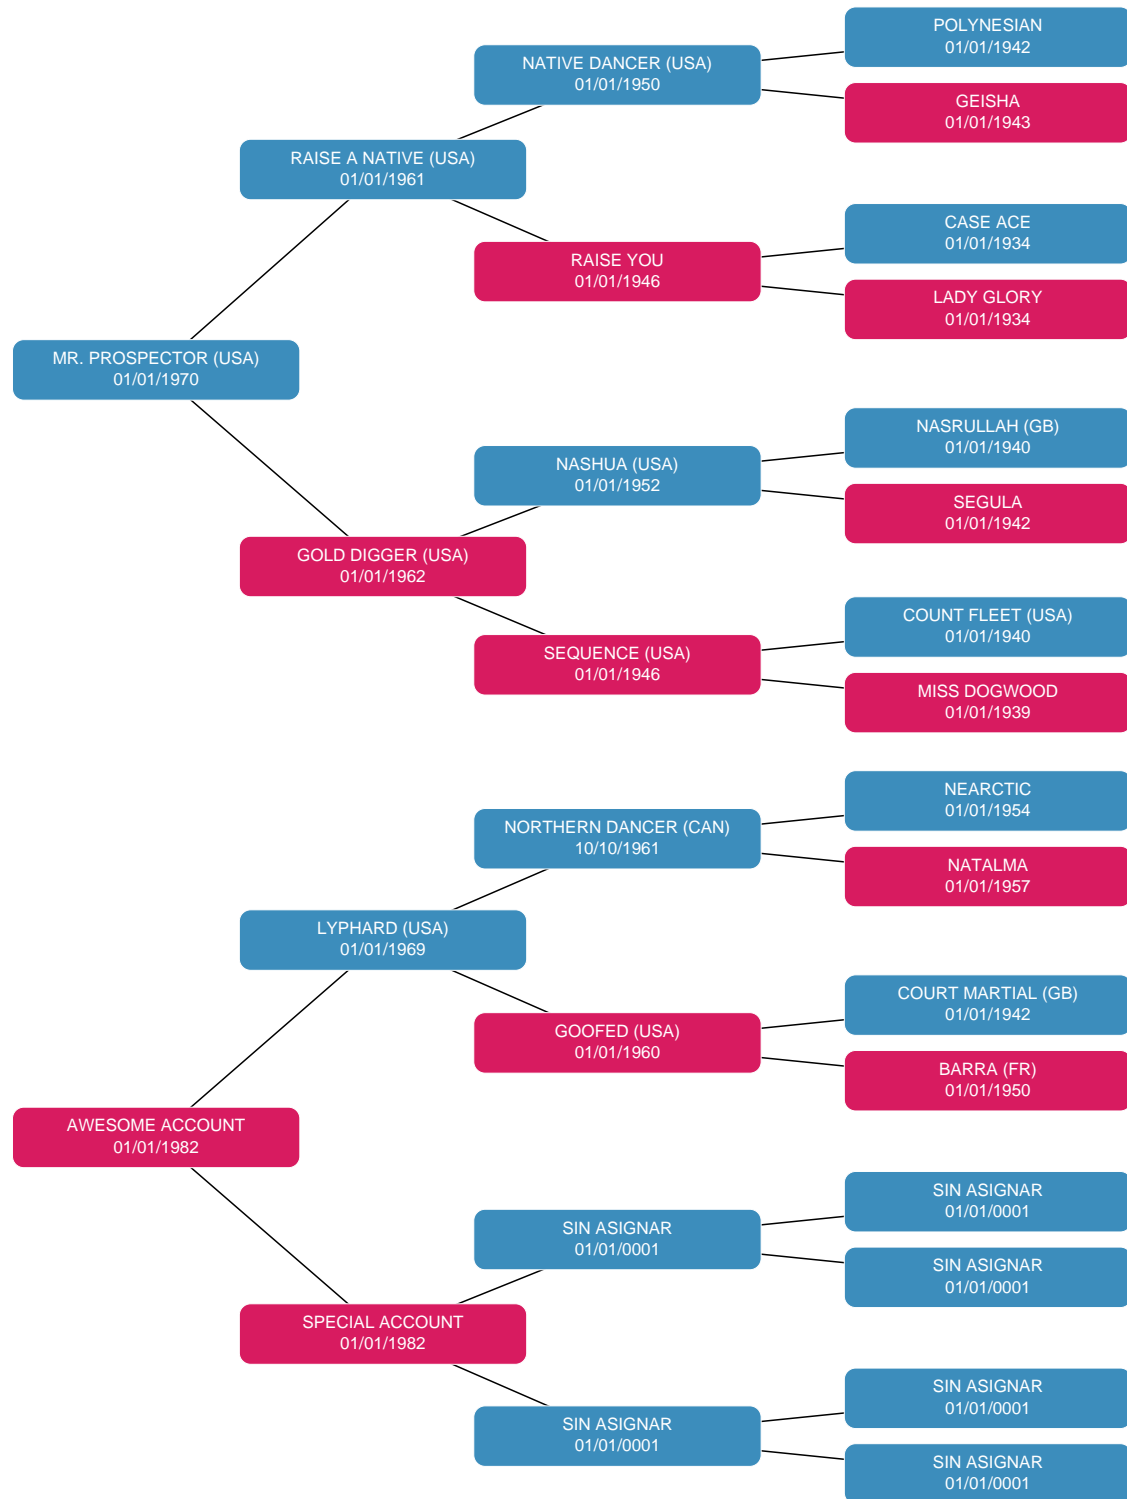 POLYNESIAN
01/01/1942
NATIVE DANCER (USA)
01/01/1950
GEISHA
01/01/1943
RAISE A NATIVE (USA)
01/01/1961
CASE ACE
01/01/1934
RAISE YOU
01/01/1946
LADY GLORY
01/01/1934
MR. PROSPECTOR (USA)
01/01/1970
NASRULLAH (GB)
01/01/1940
NASHUA (USA)
01/01/1952
SEGULA
01/01/1942
GOLD DIGGER (USA)
01/01/1962
COUNT FLEET (USA)
01/01/1940
SEQUENCE (USA)
01/01/1946
MISS DOGWOOD
01/01/1939
NEARCTIC
01/01/1954
NORTHERN DANCER (CAN)
10/10/1961
NATALMA
01/01/1957
LYPHARD (USA)
01/01/1969
COURT MARTIAL (GB)
01/01/1942
GOOFED (USA)
01/01/1960
BARRA (FR)
01/01/1950
AWESOME ACCOUNT
01/01/1982
SIN ASIGNAR
01/01/0001
SIN ASIGNAR
01/01/0001
SIN ASIGNAR
01/01/0001
SPECIAL ACCOUNT
01/01/1982
SIN ASIGNAR
01/01/0001
SIN ASIGNAR
01/01/0001
SIN ASIGNAR
01/01/0001